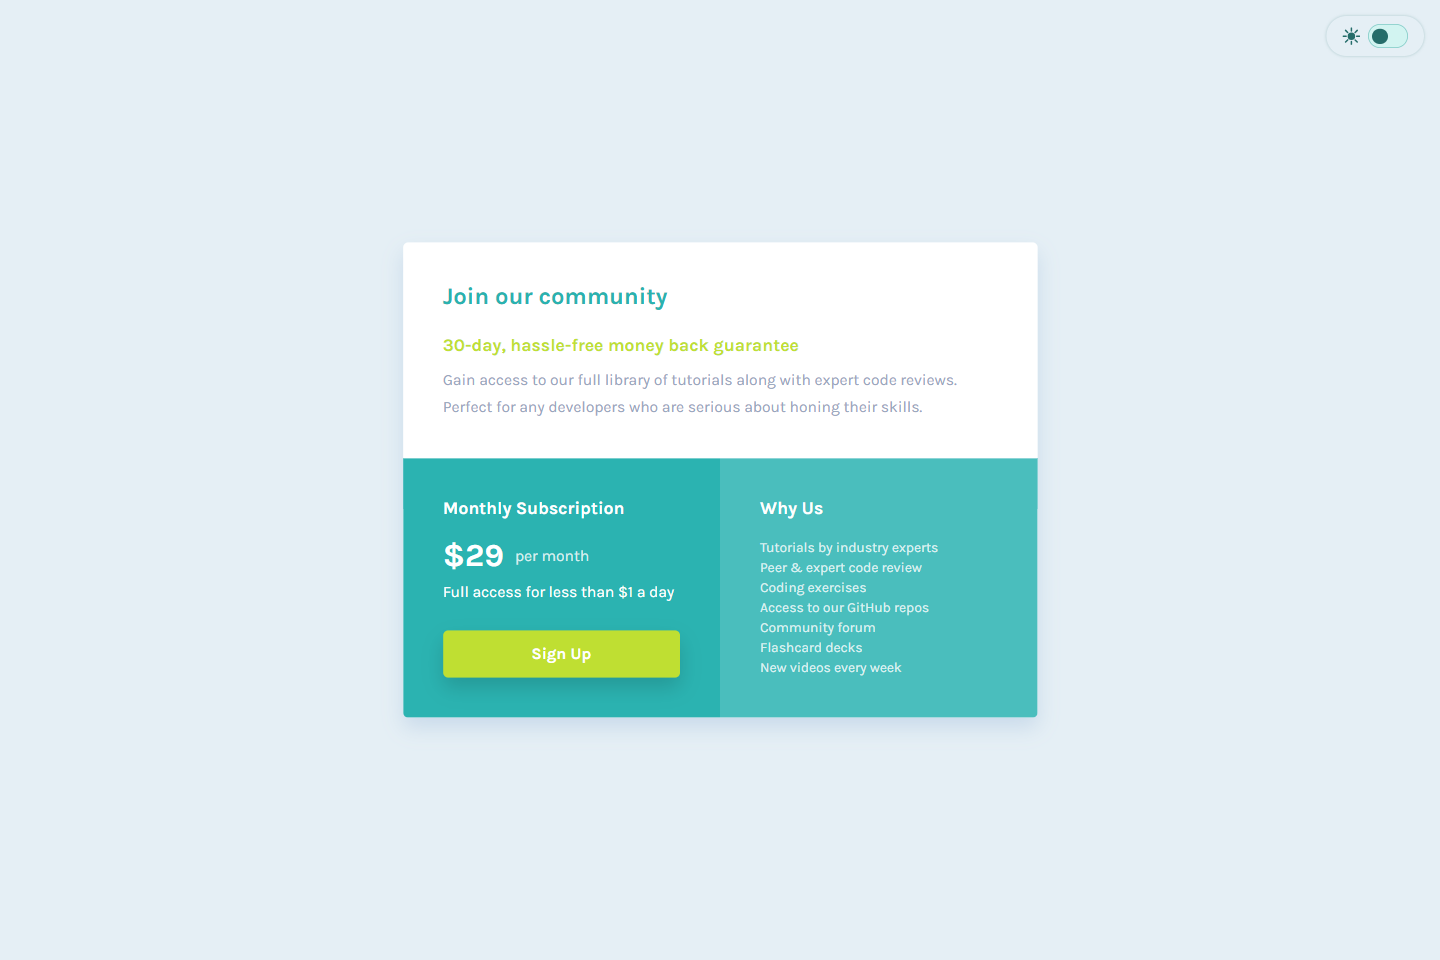 Join our community
30-day, hassle-free money back guarantee
Gain access to our full library of tutorials along with expert code reviews.
Perfect for any developers who are serious about honing their skills.
Monthly Subscription
$29 per month
Full access for less than $1 a day
Sign Up
Why Us
Tutorials by industry experts
Peer & expert code review
Coding exercises
Access to our GitHub repos
Community forum
Flashcard decks
New videos every week